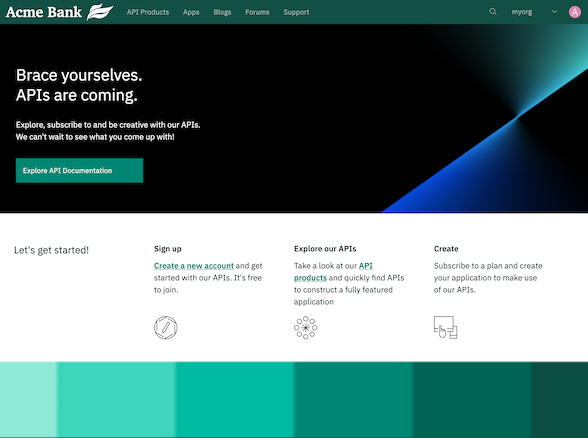 Acme Bank
API Products Apps Blogs Forums Support
myorg
A
Brace yourselves.
APIs are coming.
Explore, subscribe to and be creative with our APIs.
We can't wait to see what you come up with!
Explore API Documentation
Let's get started!
Sign up
Create a new account and get
started with our APIs. It's free
to join.
Explore our APIs
Take a look at our API
products and quickly find APIs
to construct a fully featured
application
Create
Subscribe to a plan and create
your application to make use
of our APIs.